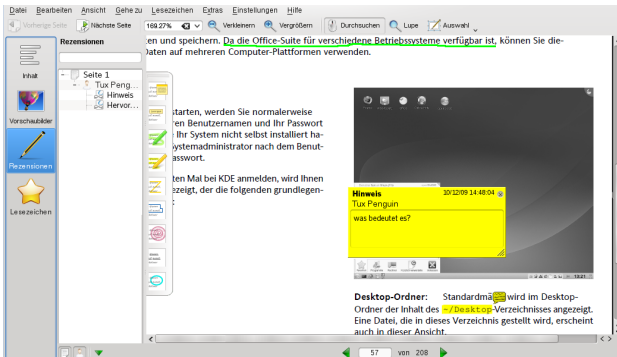 Datei Bearbeiten Ansicht Gehe zu Lesezeichen Extras Einstellungen Hilfe
Vorherige Seite Nächste Seite 169.27% Verkleinern Vergrößern Durchsuchen Lupe Auswahl
Inhalt
Vorschaubilder
Rezensionen
Lesezeichen
Rezensionen
Seite 1
Tux Peng...
Hinweis
Hervor...
en und speichern. Da die Office-Suite für verschiedene Betriebssysteme verfügbar ist, können Sie die-
Daten auf mehreren Computer-Plattformen verwenden.
starten, werden Sie normalerweise
ren Benutzernamen und Ihr Passwort
Ihr System nicht selbst installiert ha-
Systemadministrator nach dem Benut-
asswort.
ten Mal bei KDE anmelden, wird Ihnen
ezeigt, der die folgenden grundlegen-
:
Hinweis 10/12/09 14:48:04
Tux Penguin
was bedeutet es?
13:21
Desktop-Ordner: Standardmä wird im Desktop-
Ordner der Inhalt des ~/Desktop-Verzeichnisses angezeigt.
Eine Datei, die in dieses Verzeichnis gestellt wird, erscheint
auch in dieser Ansicht.
57 von 208